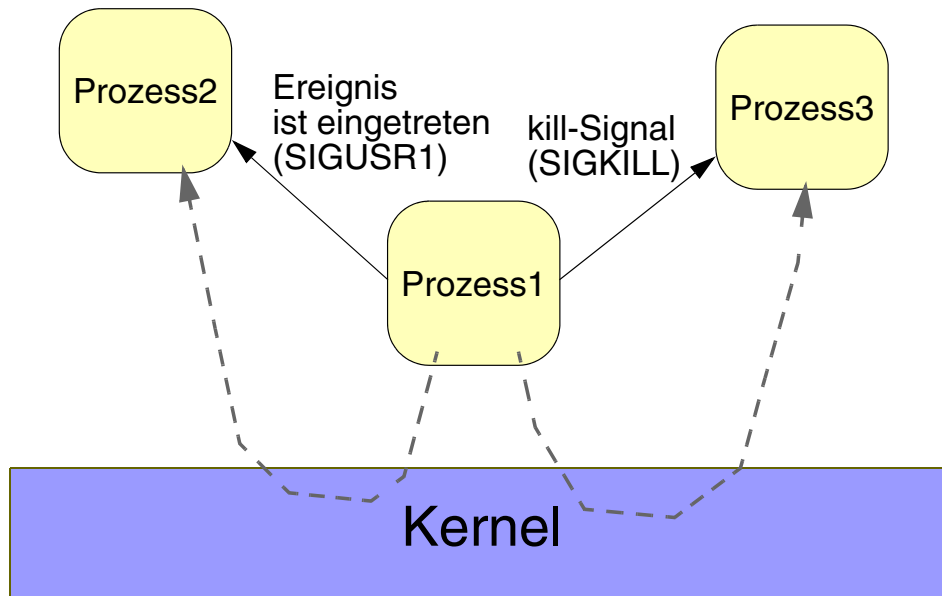 Prozess2
Ereignis
ist eingetreten
(SIGUSR1)
kill-Signal
(SIGKILL)
Prozess3
Prozess1
Kernel